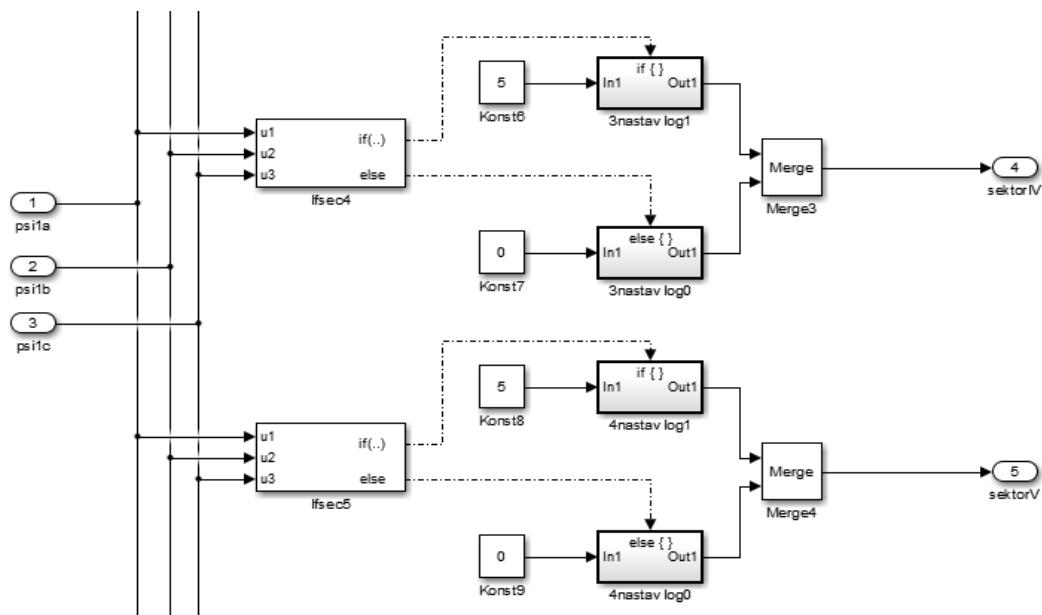 5
Konst6
if { }
In1 Out1
3nastav log1
u1
u2
u3
if(..)
else
Ifsec4
Merge
Merge3
4
sektorIV
1
psi1a
2
psi1b
3
psi1c
0
Konst7
else { }
In1 Out1
3nastav log0
5
Konst8
if { }
In1 Out1
4nastav log1
u1
u2
u3
if(..)
else
Ifsec5
Merge
Merge4
5
sektorV
0
Konst9
else { }
In1 Out1
4nastav log0